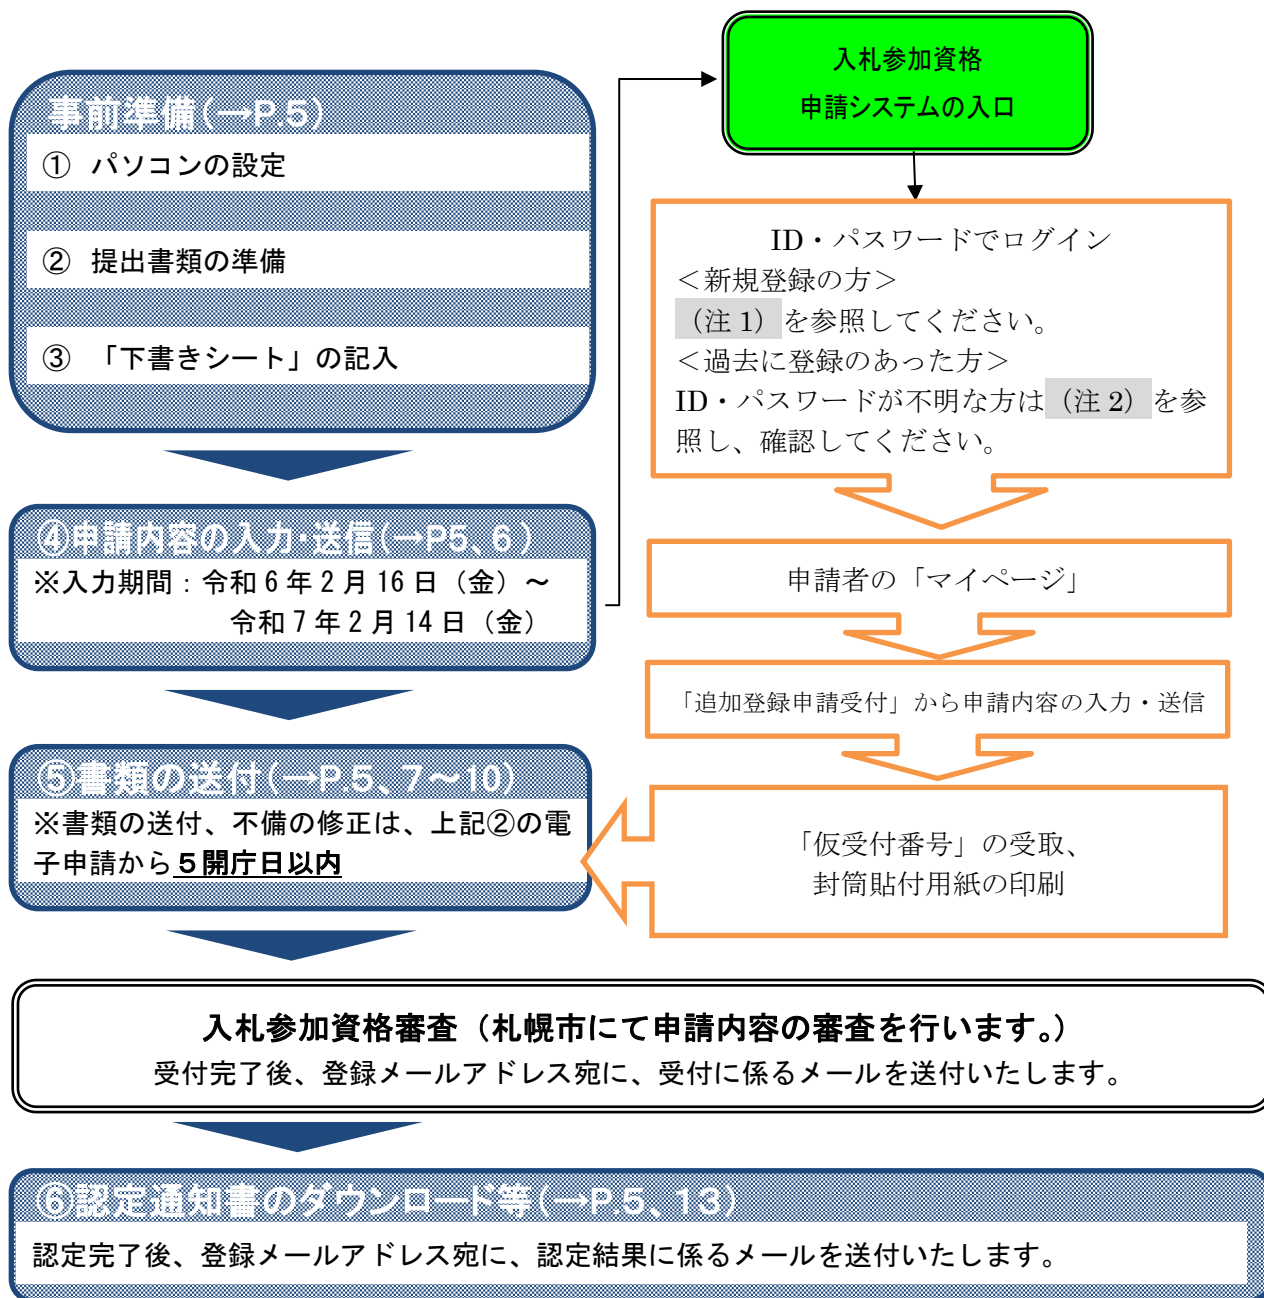 事前準備(→P.5)
① パソコンの設定
② 提出書類の準備
③ 「下書きシート」の記入
④申請内容の入力・送信(→P5、6)
※入力期間：令和6年2月16日（金）～
令和7年2月14日（金）
入札参加資格
申請システムの入口
ID・パスワードでログイン
＜新規登録の方＞
（注1）を参照してください。
＜過去に登録のあった方＞
ID・パスワードが不明な方は（注2）を参
照し、確認してください。
申請者の「マイページ」
「追加登録申請受付」から申請内容の入力・送信
「仮受付番号」の受取、
封筒貼付用紙の印刷
⑤書類の送付(→P.5、7～10)
※書類の送付、不備の修正は、上記②の電
子申請から５開庁日以内
入札参加資格審査（札幌市にて申請内容の審査を行います。）
受付完了後、登録メールアドレス宛に、受付に係るメールを送付いたします。
⑥認定通知書のダウンロード等(→P.5、13)
認定完了後、登録メールアドレス宛に、認定結果に係るメールを送付いたします。